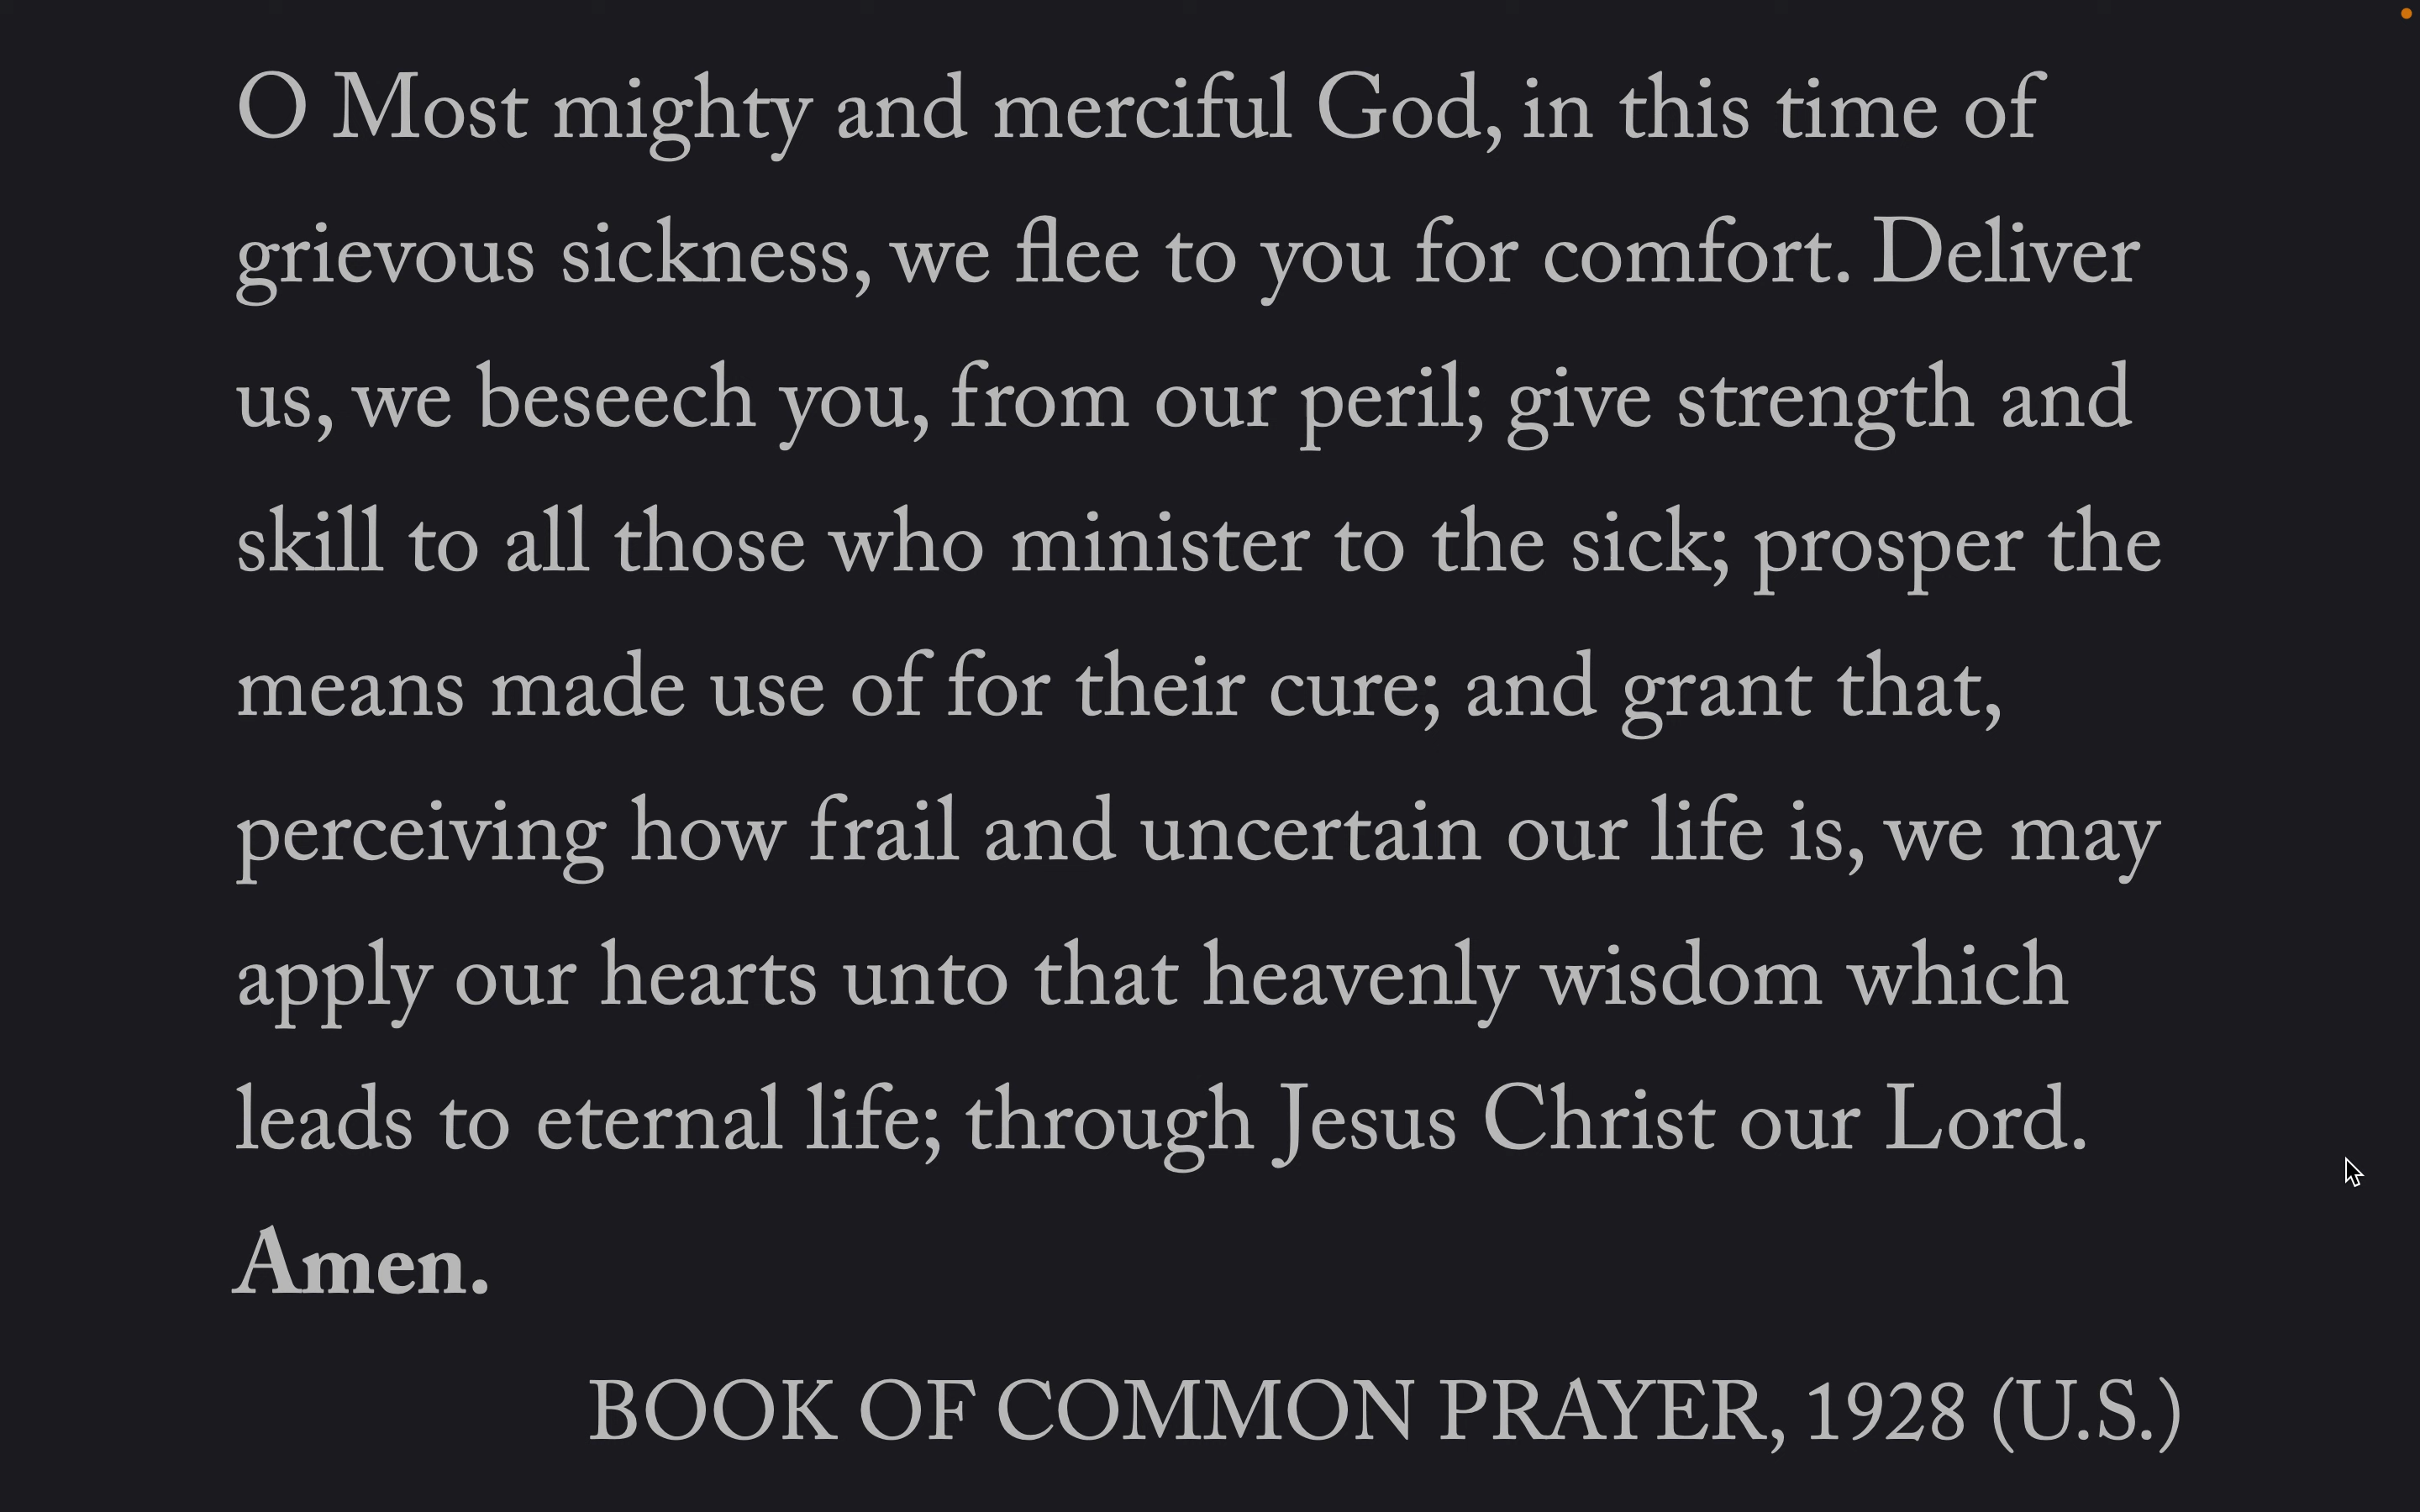 O Most mighty and merciful God, in this time of
grievous sickness, we flee to you for comfort. Deliver
us, we beseech you, from our peril; give strength and
skill to all those who minister to the sick; prosper the
means made use of for their cure; and grant that,
perceiving how frail and uncertain our life is, we may
apply our hearts unto that heavenly wisdom which
leads to eternal life; through Jesus Christ our Lord.
Amen.
BOOK OF COMMON PRAYER, 1928 (U.S.)